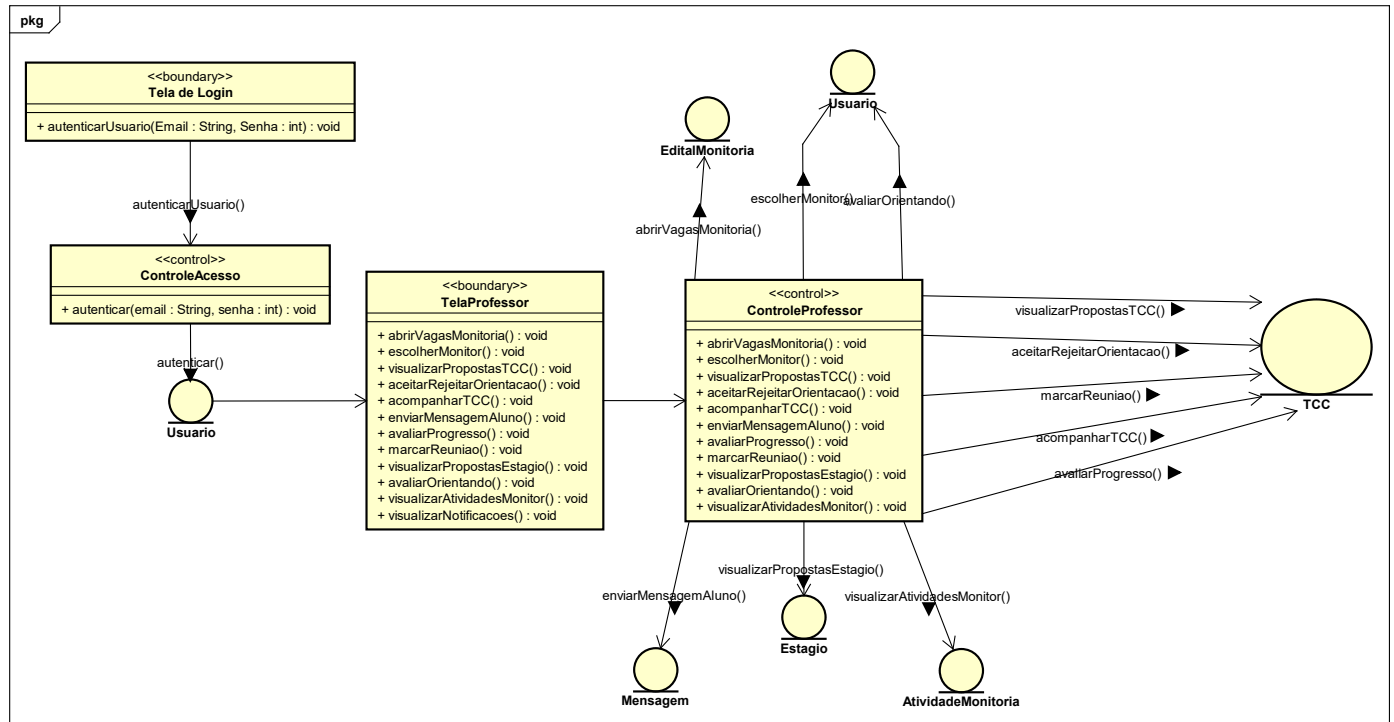 pkg
<<boundary>>
Tela de Login
+ autenticarUsuario(Email : String, Senha : int) : void
autenticarUsuario()
<<control>>
ControleAcesso
+ autenticar(email : String, senha : int) : void
autenticar()
Usuario
<<boundary>>
TelaProfessor
+ abrirVagasMonitoria() : void
+ escolherMonitor() : void
+ visualizarPropostasTCC() : void
+ aceitarRejeitarOrientacao() : void
+ acompanharTCC() : void
+ enviarMensagemAluno() : void
+ avaliarProgresso() : void
+ marcarReuniao() : void
+ visualizarPropostasEstagio() : void
+ avaliarOrientando() : void
+ visualizarAtividadesMonitor() : void
+ visualizarNotificacoes() : void
EditalMonitoria
Usuario
abrirVagasMonitoria()
escolherMonitor()
avaliarOrientando()
<<control>>
ControleProfessor
+ abrirVagasMonitoria() : void
+ escolherMonitor() : void
+ visualizarPropostasTCC() : void
+ aceitarRejeitarOrientacao() : void
+ acompanharTCC() : void
+ enviarMensagemAluno() : void
+ avaliarProgresso() : void
+ marcarReuniao() : void
+ visualizarPropostasEstagio() : void
+ avaliarOrientando() : void
+ visualizarAtividadesMonitor() : void
visualizarPropostasTCC()
aceitarRejeitarOrientacao()
marcarReuniao()
acompanharTCC()
avaliarProgresso()
TCC
enviarMensagemAluno()
visualizarPropostasEstagio()
visualizarAtividadesMonitor()
Mensagem
Estagio
AtividadeMonitoria